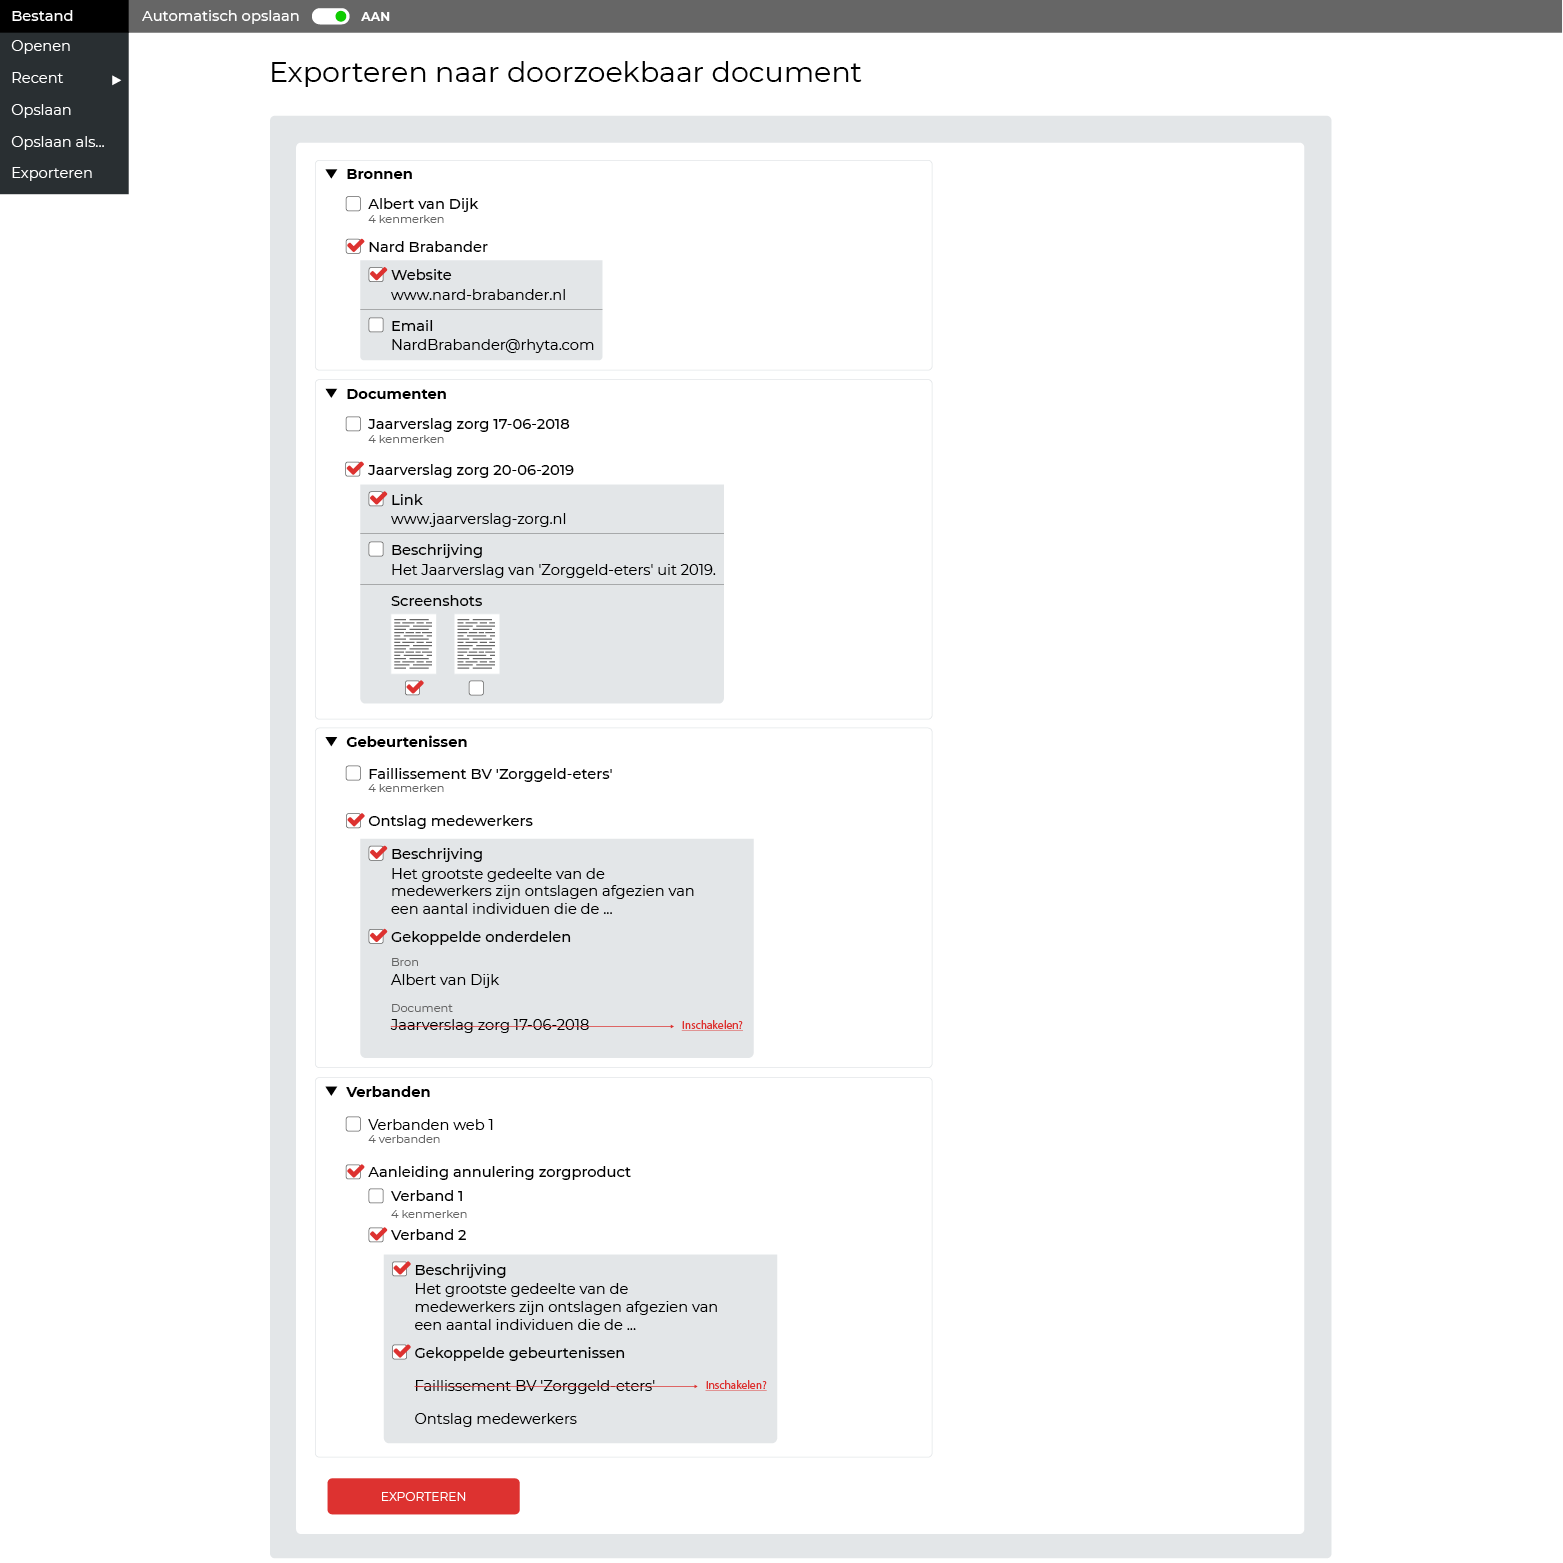 Bestand
Automatisch opslaan AAN
Openen
Recent
Opslaan
Opslaan als...
Exporteren
Exporteren naar doorzoekbaar document
Bronnen
Albert van Dijk
4 kenmerken
Nard Brabander
Website
www.nard-brabander.nl
Email
NardBrabander@rhyta.com
Documenten
Jaarverslag zorg 17-06-2018
4 kenmerken
Jaarverslag zorg 20-06-2019
Link
www.jaarverslag-zorg.nl
Beschrijving
Het Jaarverslag van 'Zorggeld-eters' uit 2019.
Screenshots
Gebeurtenissen
Faillissement BV 'Zorggeld-eters'
4 kenmerken
Ontslag medewerkers
Beschrijving
Het grootste gedeelte van de
medewerkers zijn ontslagen afgezien van
een aantal individuen die de ...
Gekoppelde onderdelen
Bron
Albert van Dijk
Document
Jaarverslag zorg 17-06-2018 Inschakelen?
Verbanden
Verbanden web 1
4 verbanden
Aanleiding annulering zorgproduct
Verband 1
4 kenmerken
Verband 2
Beschrijving
Het grootste gedeelte van de
medewerkers zijn ontslagen afgezien van
een aantal individuen die de ...
Gekoppelde gebeurtenissen
Faillissement BV 'Zorggeld-eters' Inschakelen?
Ontslag medewerkers
EXPORTEREN